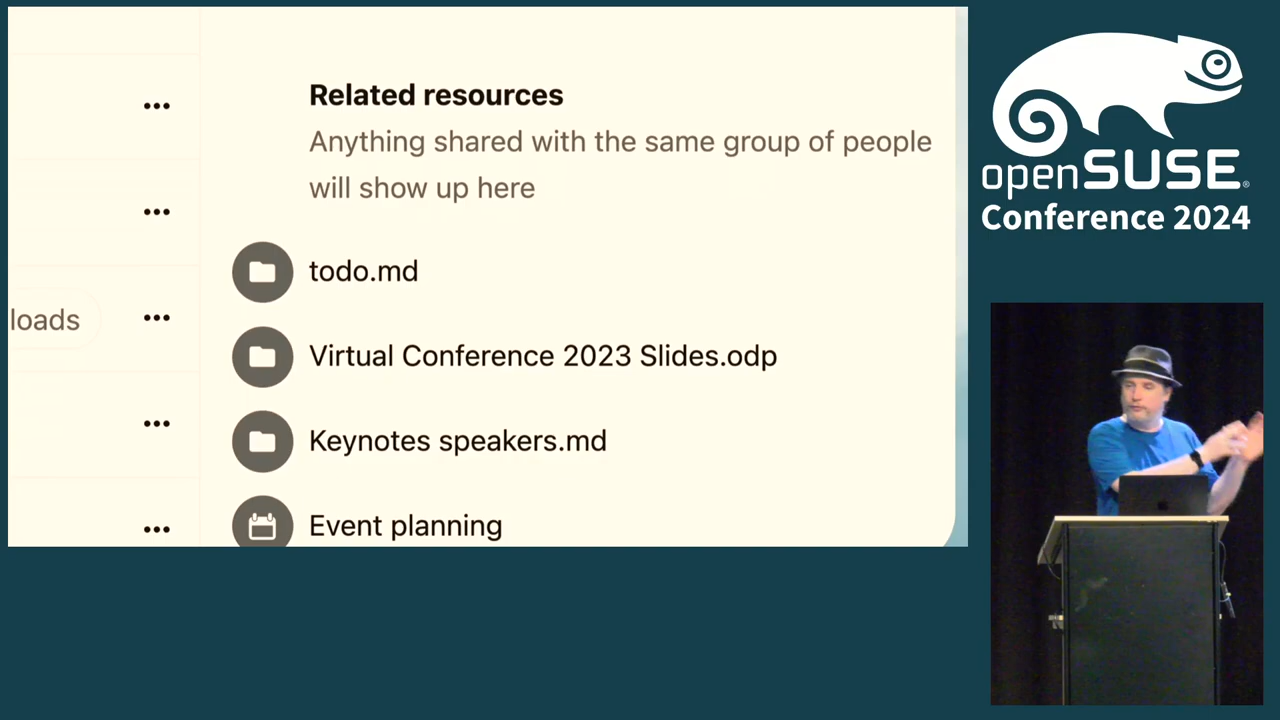 Related resources
Anything shared with the same group of people
will show up here
todo.md
Virtual Conference 2023 Slides.odp
loads
Keynotes speakers.md
Event planning
openSUSE®
Conference 2024